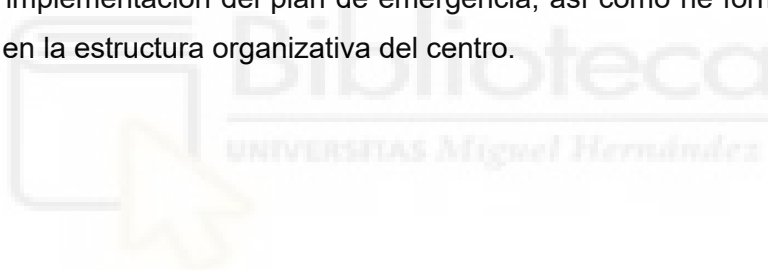 implementación del plan de emergencia, así como he
en la estructura organizativa del centro.
Biblioteca
UNIVERSITAS Miguel Hernández